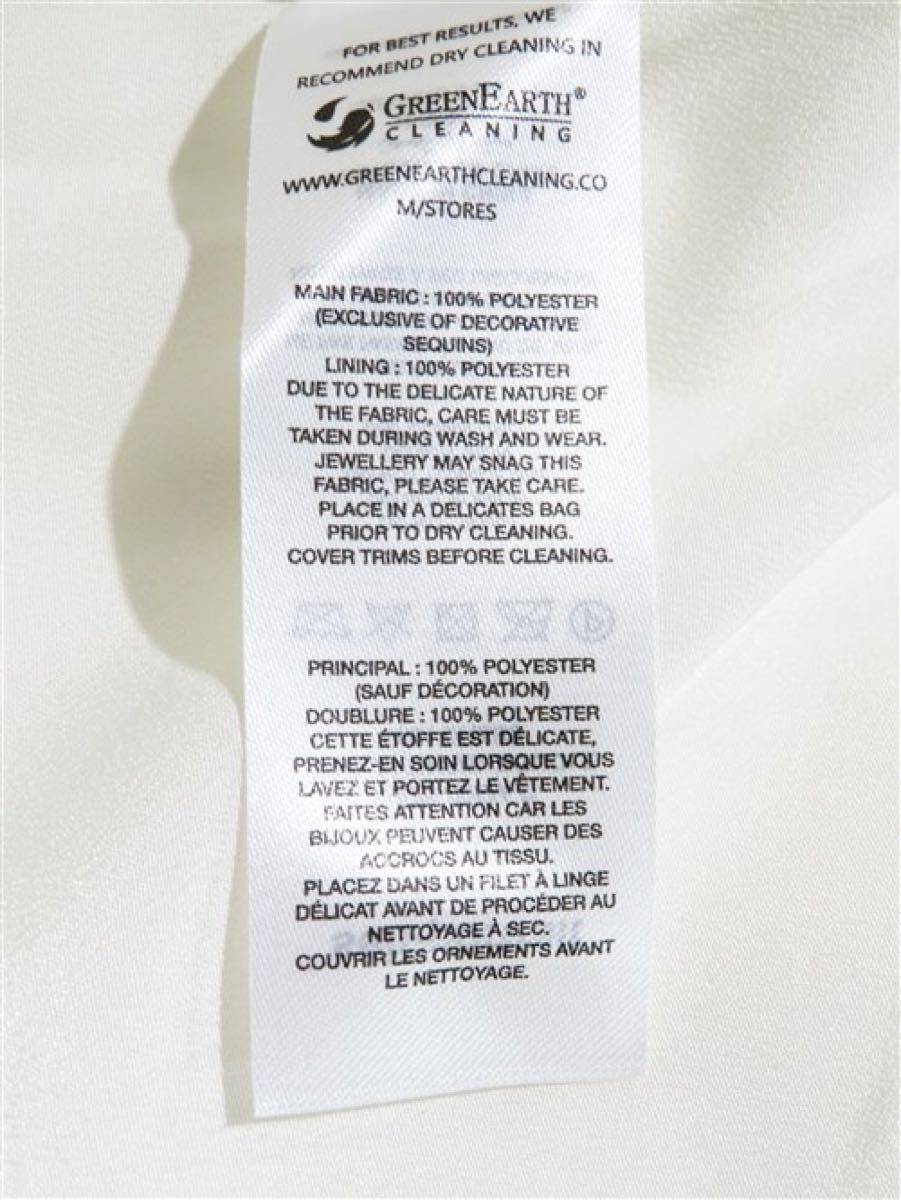 FOR BEST RESULTS, WE
RECOMMEND DRY CLEANING IN
GREENEARTH®
CLEANING
WWW.GREENEARTHCLEANING.CO
M/STORES
MAIN FABRIC : 100% POLYESTER
(EXCLUSIVE OF DECORATIVE
SEQUINS)
LINING : 100% POLYESTER
DUE TO THE DELICATE NATURE OF
THE FABRIC, CARE MUST BE
TAKEN DURING WASH AND WEAR.
JEWELLERY MAY SNAG THIS
FABRIC, PLEASE TAKE CARE.
PLACE IN A DELICATES BAG
PRIOR TO DRY CLEANING.
COVER TRIMS BEFORE CLEANING.
PRINCIPAL : 100% POLYESTER
(SAUF DÉCORATION)
DOUBLURE : 100% POLYESTER
CETTE ÉTOFFE EST DÉLICATE,
PRENEZ-EN SOIN LORSQUE VOUS
LAVEZ ET PORTEZ LE VÊTEMENT.
FAITES ATTENTION CAR LES
BIJOUX PEUVENT CAUSER DES
ACCROCS AU TISSU.
PLACEZ DANS UN FILET À LINGE
DÉLICAT AVANT DE PROCÉDER AU
NETTOYAGE À SEC.
COUVRIR LES ORNEMENTS AVANT
LE NETTOYAGE.